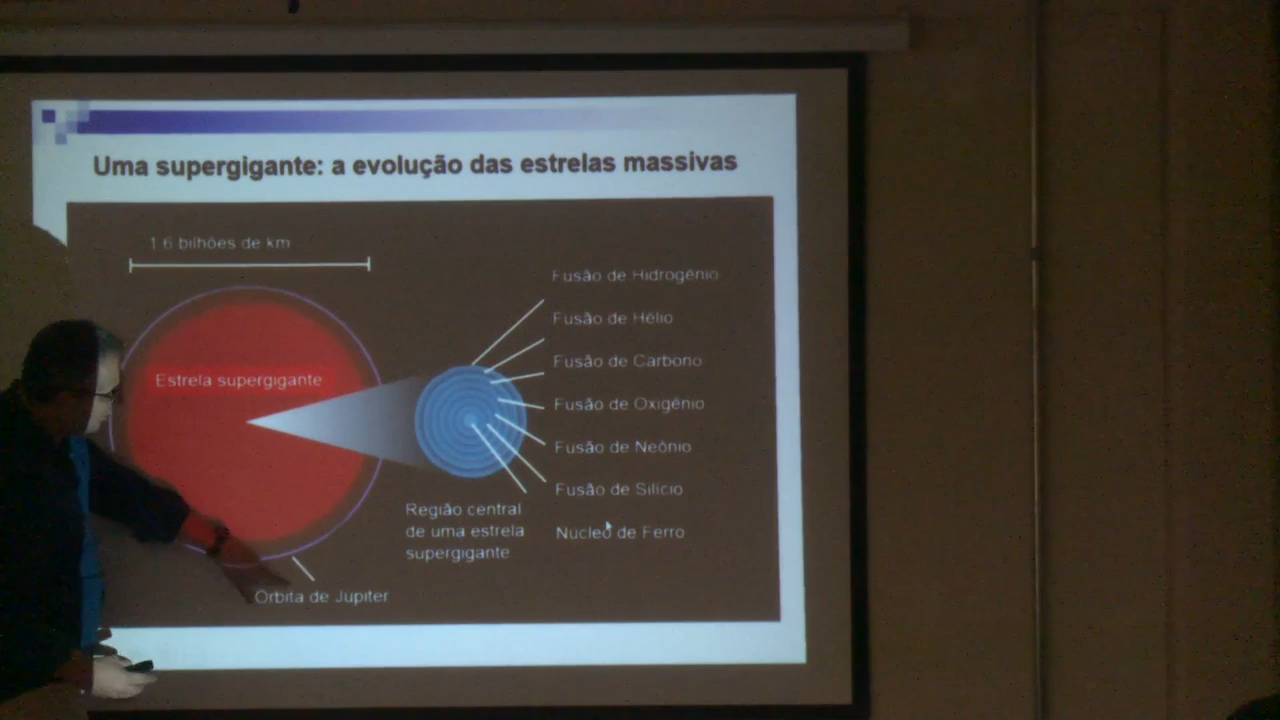 Uma supergigante: a evolução das estrelas massivas
1.6 bilhões de km
Fusão de Hidrogênio
Fusão de Hélio
Fusão de Carbono
Estrela supergigante
Fusão de Oxigênio
Fusão de Neônio
Fusão de Silício
Região central
de uma estrela
supergigante
Núcleo de Ferro
Órbita de Jupiter